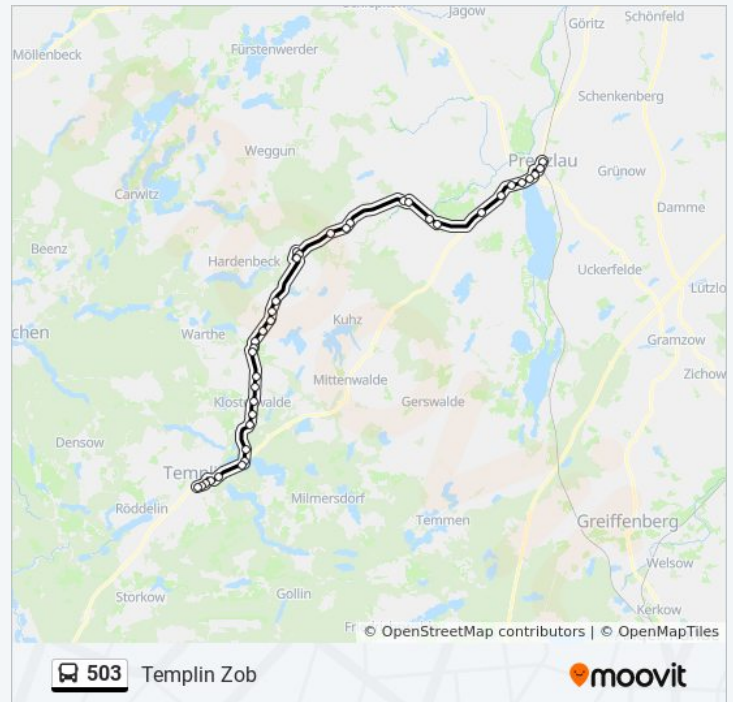 Jagow
Göritz
Schönfeld
Möllenbeck
Fürstenwerder
Schenkenberg
Weggun
Prenzlau
Grünow
Carwitz
Damme
Beenz
Hardenbeck
Uckerfelde
Lützlo
chen
Warthe
Kuhz
Gramzow
Mittenwalde
Zichow
Klosterwalde
Gerswalde
Densow
Templin
Milmersdorf
Röddelin
Temmen
Greiffenberg
Welsow
Storkow
Gollin
Kerkow
© OpenStreetMap contributors | © OpenMapTiles
503 Templin Zob
moovit